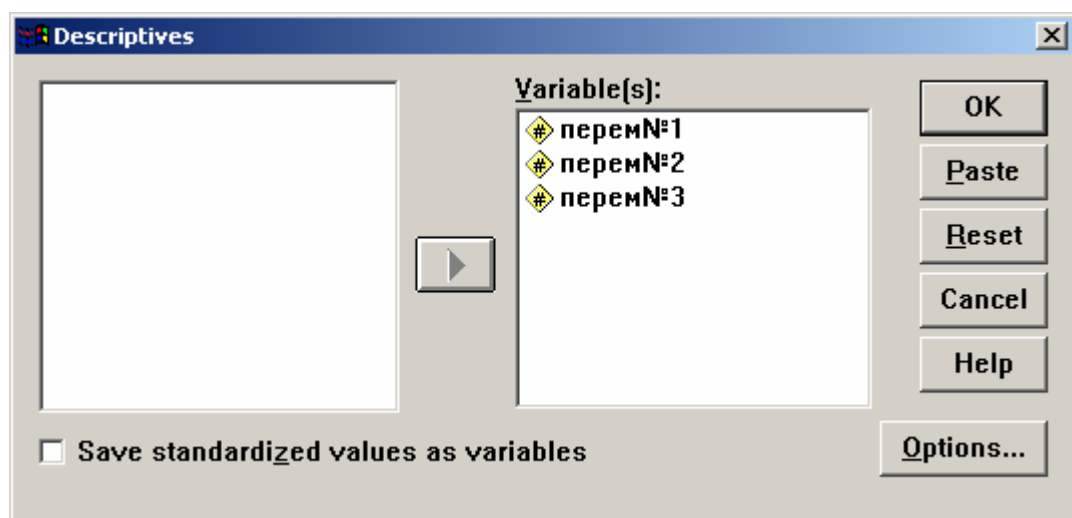 Descriptives
Variable(s):
перем№1
перем№2
перем№3
OK
Paste
Reset
Cancel
Help
Save standardized values as variables
Options...